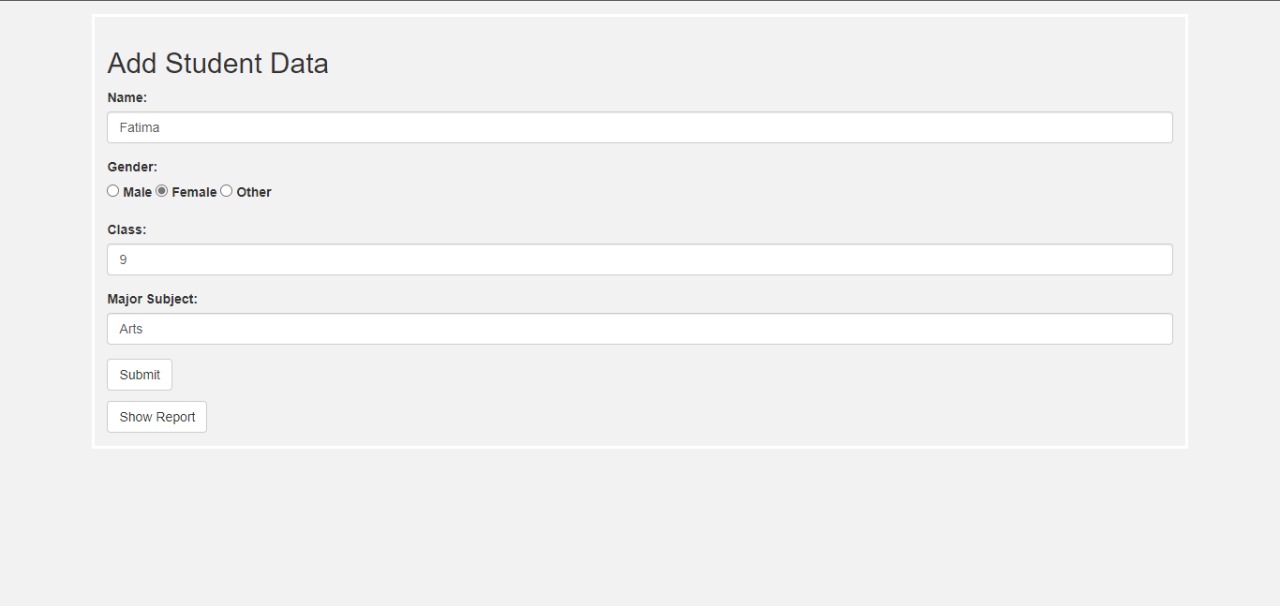 Add Student Data
Name:
Fatima
Gender:
Male Female Other
Class:
9
Major Subject:
Arts
Submit
Show Report